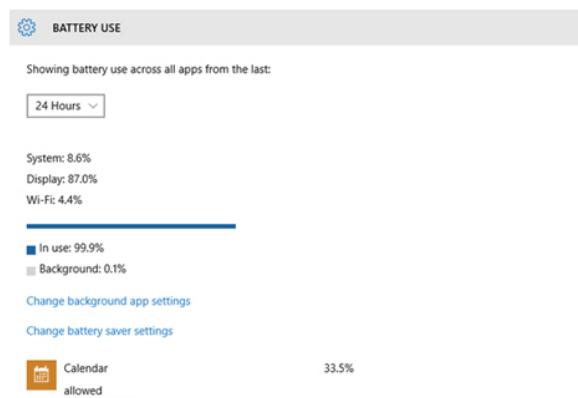 BATTERY USE
Showing battery use across all apps from the last:
24 Hours
System: 8.6%
Display: 87.0%
Wi-Fi: 4.4%
In use: 99.9%
Background: 0.1%
Change background app settings
Change battery saver settings
Calendar 33.5%
allowed